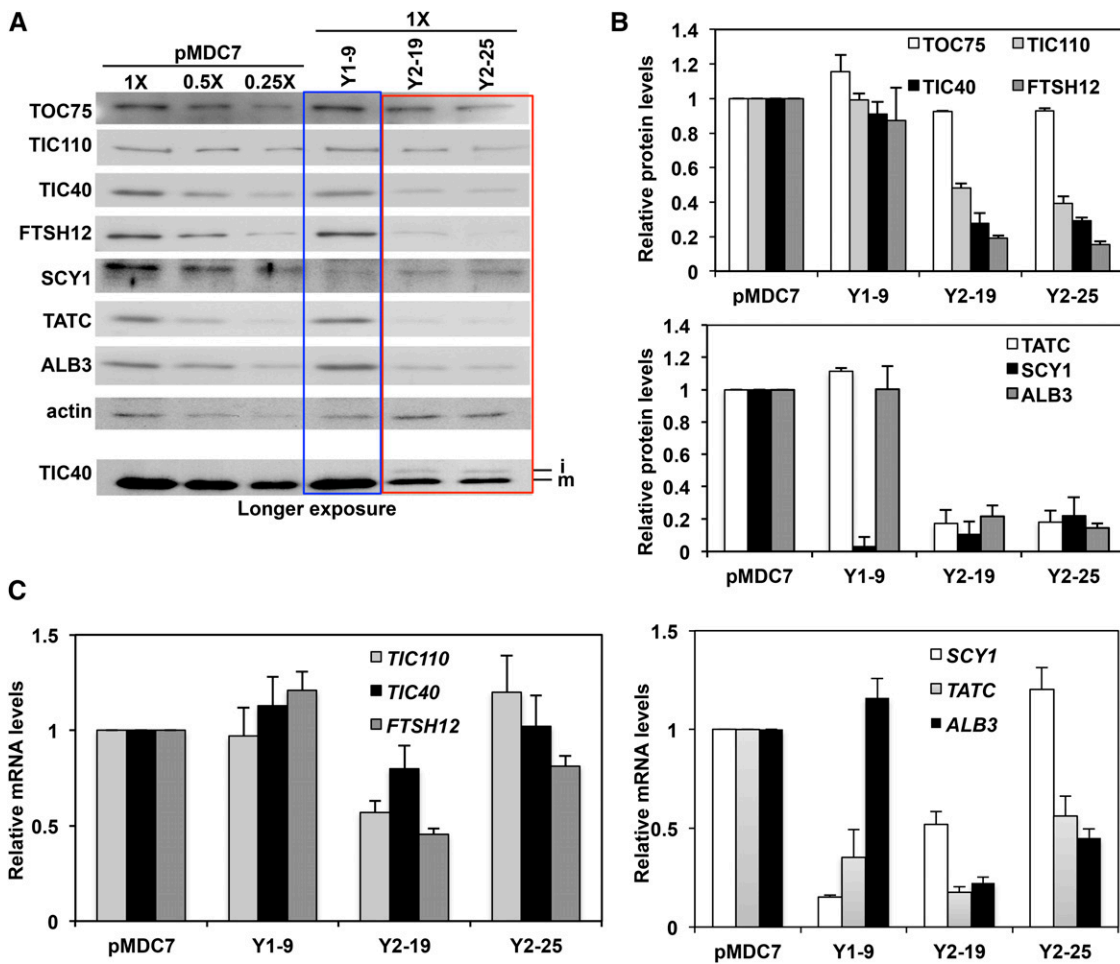 A
pMDC7
1X
1X 0.5X 0.25X Y1-9 Y2-19 Y2-25
TOC75
TIC110
TIC40
FTSH12
SCY1
TATC
ALB3
actin
TIC40
i
m
Longer exposure
B
Relative protein levels
1.4
1.2
1
0.8
0.6
0.4
0.2
0
TOC75 TIC110
TIC40 FTSH12
pMDC7 Y1-9 Y2-19 Y2-25
Relative protein levels
1.4
1.2
1
0.8
0.6
0.4
0.2
0
TATC
SCY1
ALB3
pMDC7 Y1-9 Y2-19 Y2-25
C
Relative mRNA levels
1.5
1
0.5
0
TIC110
TIC40
FTSH12
pMDC7 Y1-9 Y2-19 Y2-25
Relative mRNA levels
1.5
1
0.5
0
SCY1
TATC
ALB3
pMDC7 Y1-9 Y2-19 Y2-25